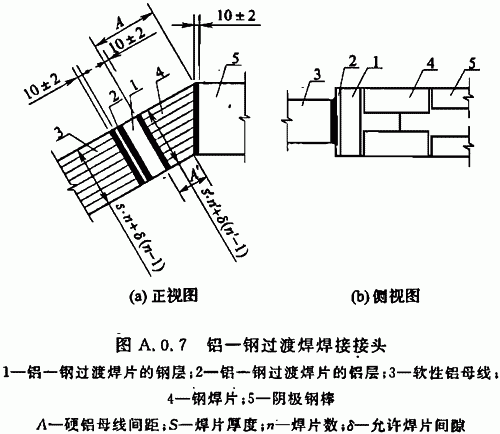 A
10±2
10±2
10±2
1
2
3
4
5
A'
s·n+δ(n-1)
s'·n'+δ(n'-1)
(a) 正视图
3
2
1
4
5
(b) 侧视图
图 A.0.7 铝一钢过渡焊焊接接头
1—铝一钢过渡焊片的钢层；2—铝一钢过渡焊片的铝层；3—软性铝母线；
4—钢焊片；5—阴极钢棒
A—硬铝母线间距；S—焊片厚度；n—焊片数；δ—允许焊片间隙